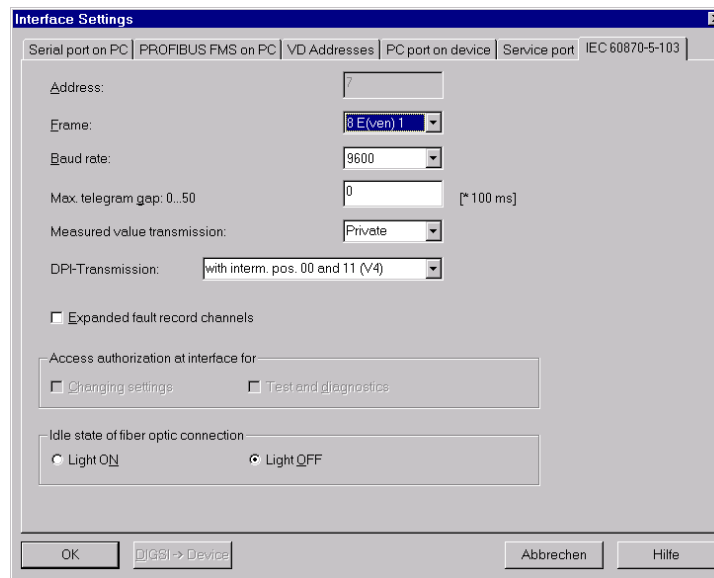 Interface Settings
Serial port on PC PROFIBUS FMS on PC VD Addresses PC port on device Service port IEC 60870-5-103
Address: 7
Frame: 8 E(ven) 1
Baud rate: 9600
Max. telegram gap: 0...50 0 [* 100 ms]
Measured value transmission: Private
DPI-Transmission: with interm. pos. 00 and 11 (V4)
Expanded fault record channels
Access authorization at interface for
Changing settings Test and diagnostics
Idle state of fiber optic connection
Light ON Light OFF
OK DIGSI -> Device Abbrechen Hilfe